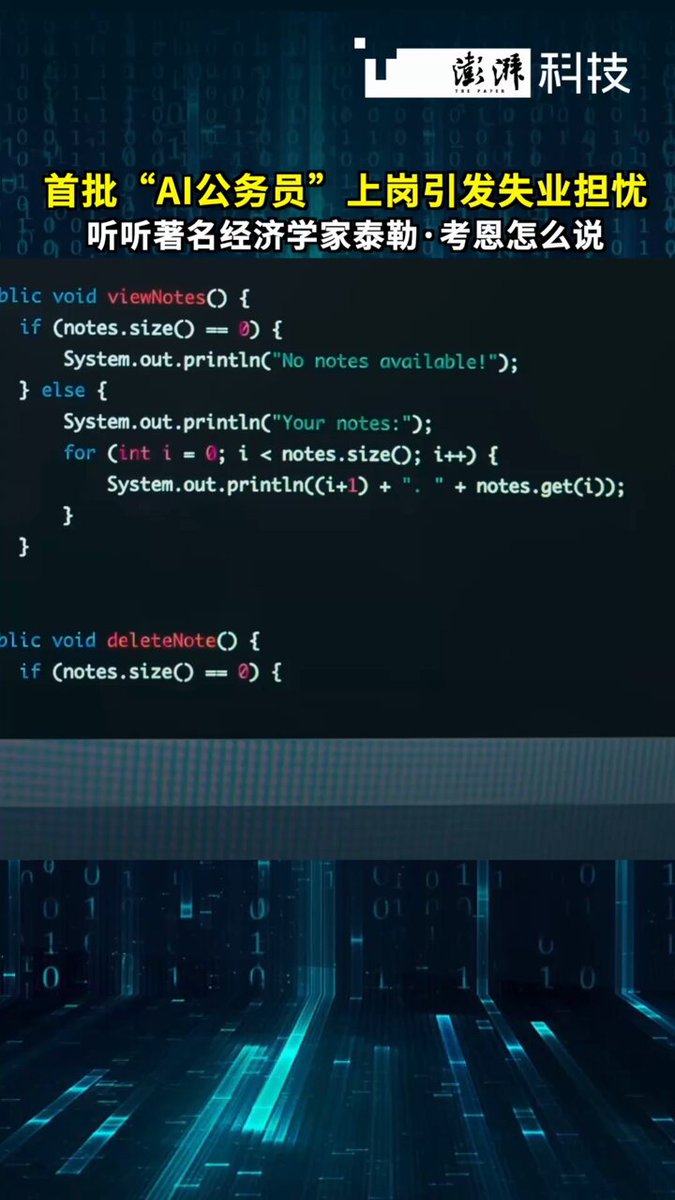 澎湃科技
THE PAPER
首批“AI公务员”上岗引发失业担忧
听听著名经济学家泰勒·考恩怎么说
blic void viewNotes() {
if (notes.size() == 0) {
System.out.println("No notes available!");
} else {
System.out.println("Your notes:");
for (int i = 0; i < notes.size(); i++) {
System.out.println((i+1) + ". " + notes.get(i));
}
}
blic void deleteNote() {
if (notes.size() == 0) {